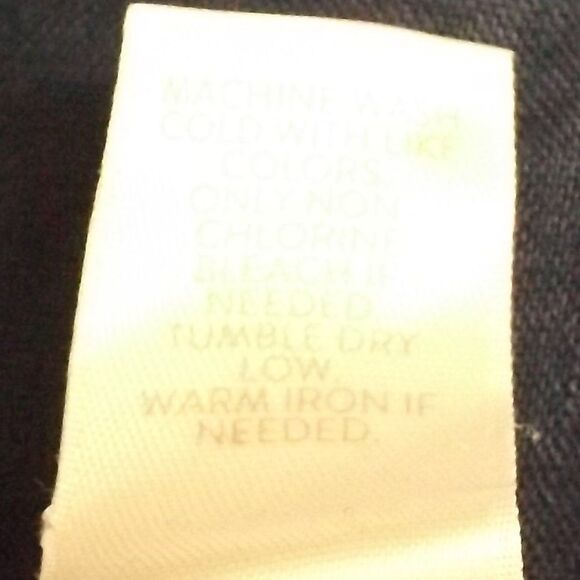 MACHINE WASH
COLD WITH LIKE
COLORS.
ONLY NON
CHLORINE
BLEACH IF
NEEDED.
TUMBLE DRY
LOW.
WARM IRON IF
NEEDED.